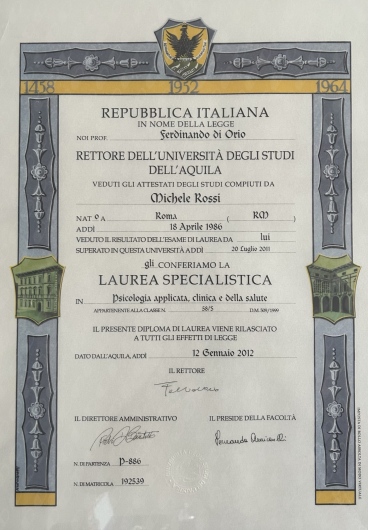 1458 1952 1964
REPUBBLICA ITALIANA
IN NOME DELLA LEGGE
NOI PROF. Ferdinando di Orio
RETTORE DELL'UNIVERSITÀ DEGLI STUDI
DELL'AQUILA
VEDUTI GLI ATTESTATI DEGLI STUDI COMPIUTI DA
Michele Rossi
NAT o A Roma ( RM )
ADDÌ 18 Aprile 1986
VEDUTO IL RISULTATO DELL'ESAME DI LAUREA DA lui
SUPERATO IN QUESTA UNIVERSITÀ ADDÌ 20 Luglio 2011
gli CONFERIAMO LA
LAUREA SPECIALISTICA
IN Psicologia applicata, clinica e della salute
APPARTENENTE ALLA CLASSE N. 58/S D.M. 509/1999
IL PRESENTE DIPLOMA DI LAUREA VIENE RILASCIATO
A TUTTI GLI EFFETTI DI LEGGE
DATO DALL'AQUILA, ADDÌ 12 Gennaio 2012
IL RETTORE
IL DIRETTORE AMMINISTRATIVO IL PRESIDE DELLA FACOLTÀ
N. DI PARTENZA P-886
N. DI MATRICOLA 192539